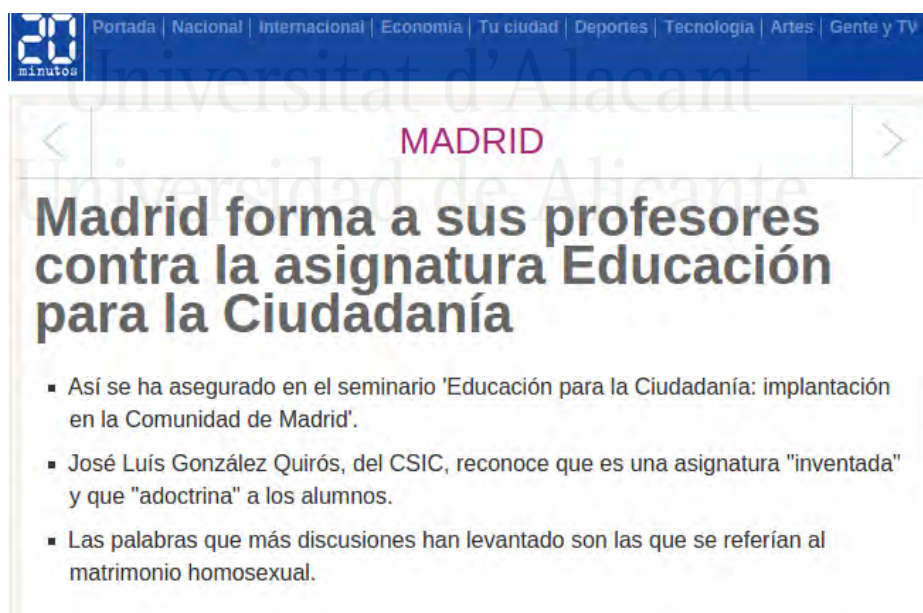 20
minutos
Portada | Nacional | Internacional | Economía | Tu ciudad | Deportes | Tecnología | Artes | Gente y TV
Universitat d'Alacant
MADRID
Universidad de Alicante
Madrid forma a sus profesores
contra la asignatura Educación
para la Ciudadanía
▪ Así se ha asegurado en el seminario 'Educación para la Ciudadanía: implantación
en la Comunidad de Madrid'.
▪ José Luís González Quirós, del CSIC, reconoce que es una asignatura "inventada"
y que "adoctrina" a los alumnos.
▪ Las palabras que más discusiones han levantado son las que se referían al
matrimonio homosexual.